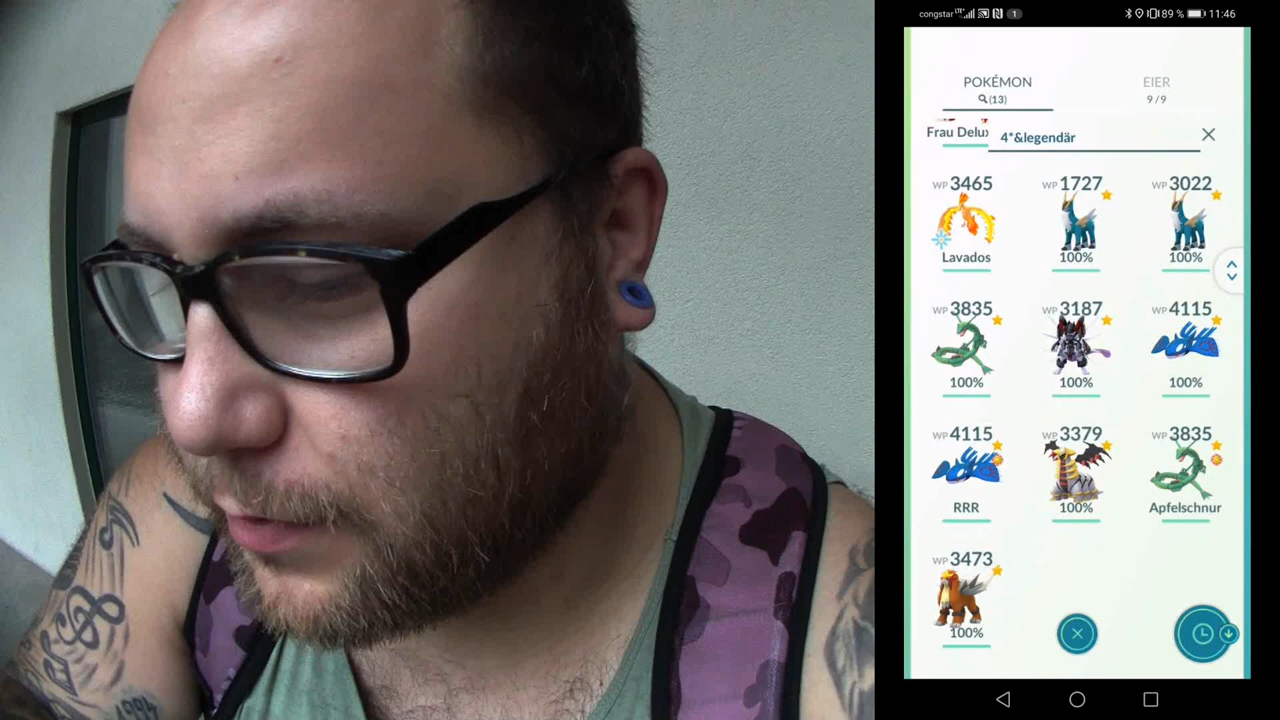 congstar 1 89 % 11:46
POKÉMON EIER
(13) 9/9
Frau Delux 4*&legendär
WP 3465 WP 1727 WP 3022
Lavados 100% 100%
WP 3835 WP 3187 WP 4115
100% 100% 100%
WP 4115 WP 3379 WP 3835
RRR 100% Apfelschnur
WP 3473
100%